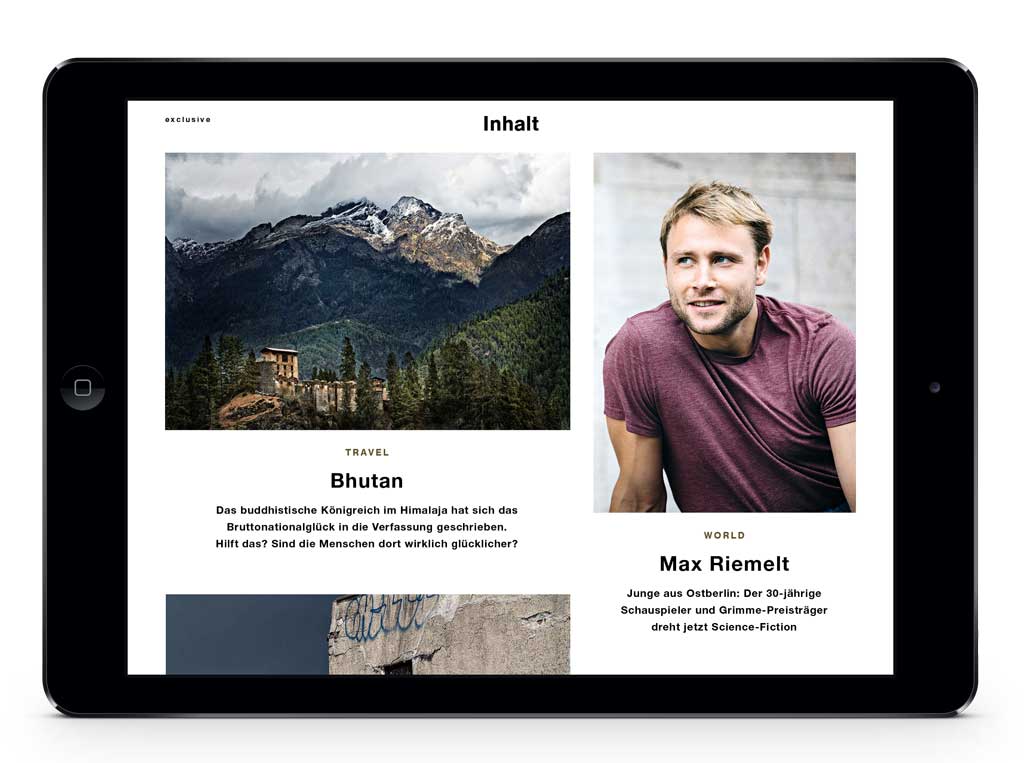 exclusive
Inhalt
TRAVEL
Bhutan
Das buddhistische Königreich im Himalaja hat sich das
Bruttonationalglück in die Verfassung geschrieben.
Hilft das? Sind die Menschen dort wirklich glücklicher?
WORLD
Max Riemelt
Junge aus Ostberlin: Der 30-jährige
Schauspieler und Grimme-Preisträger
dreht jetzt Science-Fiction